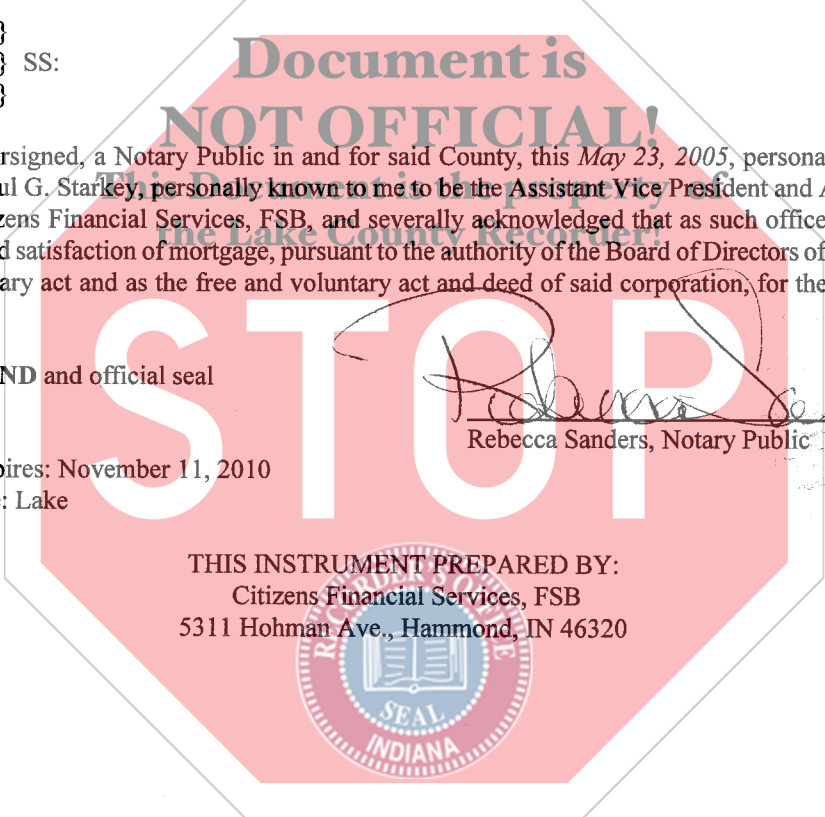 }
} SS:
}
Document is
NOT OFFICIAL!
rsigned, a Notary Public in and for said County, this May 23, 2005, persona
This Document is the property of
ul G. Starkey, personally known to me to be the Assistant Vice President and A
zens Financial Services, FSB, and severally acknowledged that as such office
the Lake County Recorder!
d satisfaction of mortgage, pursuant to the authority of the Board of Directors of
ary act and as the free and voluntary act and deed of said corporation, for the
STOP
ND and official seal
Rebecca Sanders, Notary Public
pires: November 11, 2010
: Lake
THIS INSTRUMENT PREPARED BY:
Citizens Financial Services, FSB
5311 Hohman Ave., Hammond, IN 46320
RECORDER'S OFFICE
SEAL
INDIANA